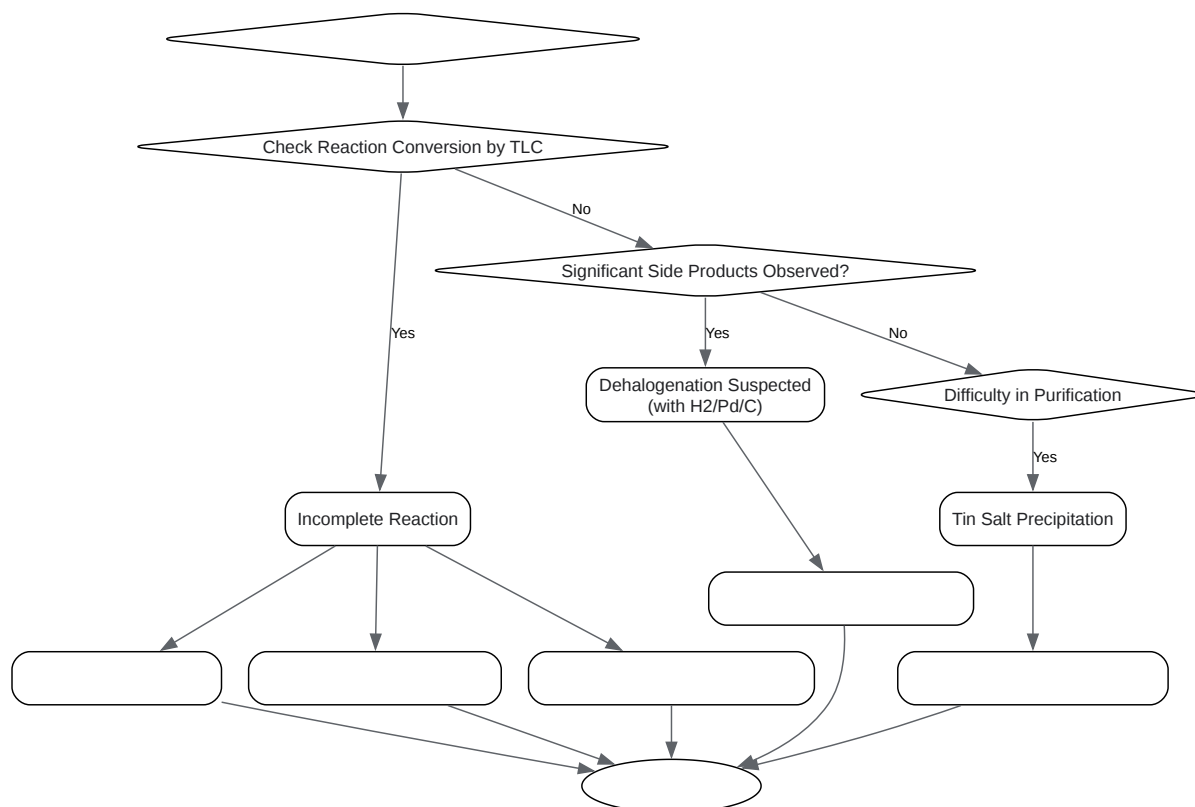 Check Reaction Conversion by TLC
No
Significant Side Products Observed?
Yes
Yes
No
Dehalogenation Suspected
(with H2/Pd/C)
Difficulty in Purification
Yes
Incomplete Reaction
Tin Salt Precipitation